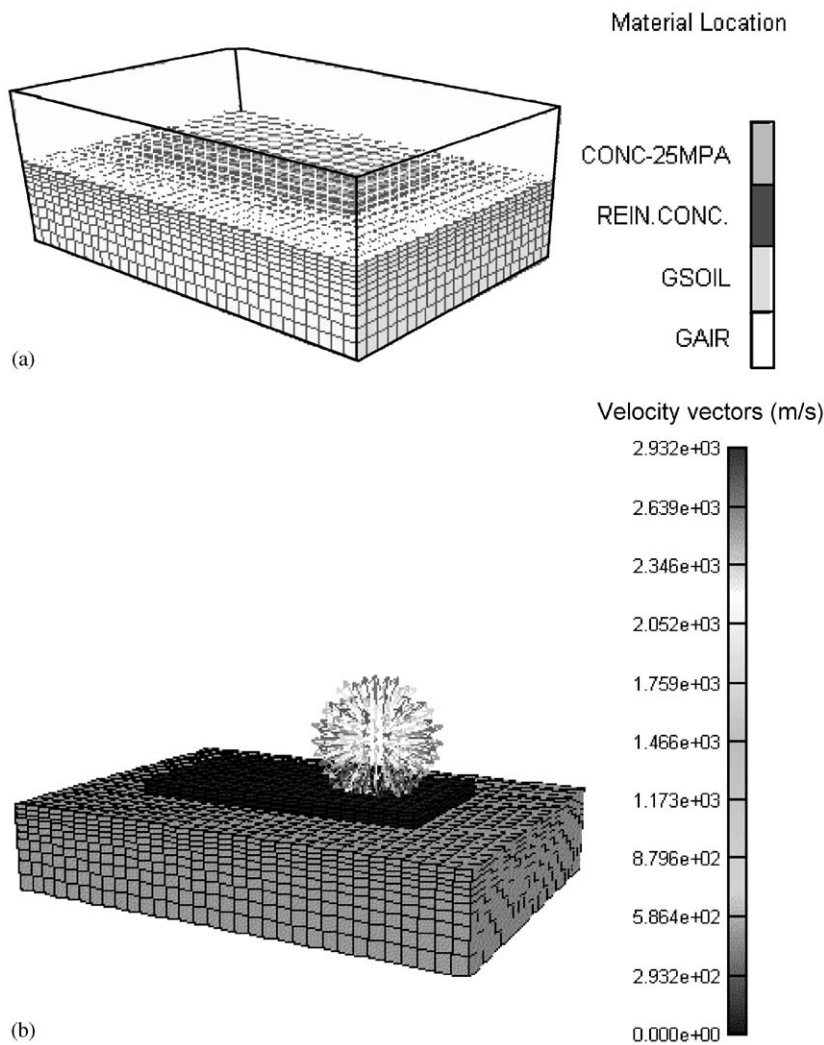 Material Location
CONC-25MPA
REIN.CONC.
GSOIL
GAIR
(a)
Velocity vectors (m/s)
2.932e+03
2.639e+03
2.346e+03
2.052e+03
1.759e+03
1.466e+03
1.173e+03
8.796e+02
5.864e+02
2.932e+02
0.000e+00
(b)